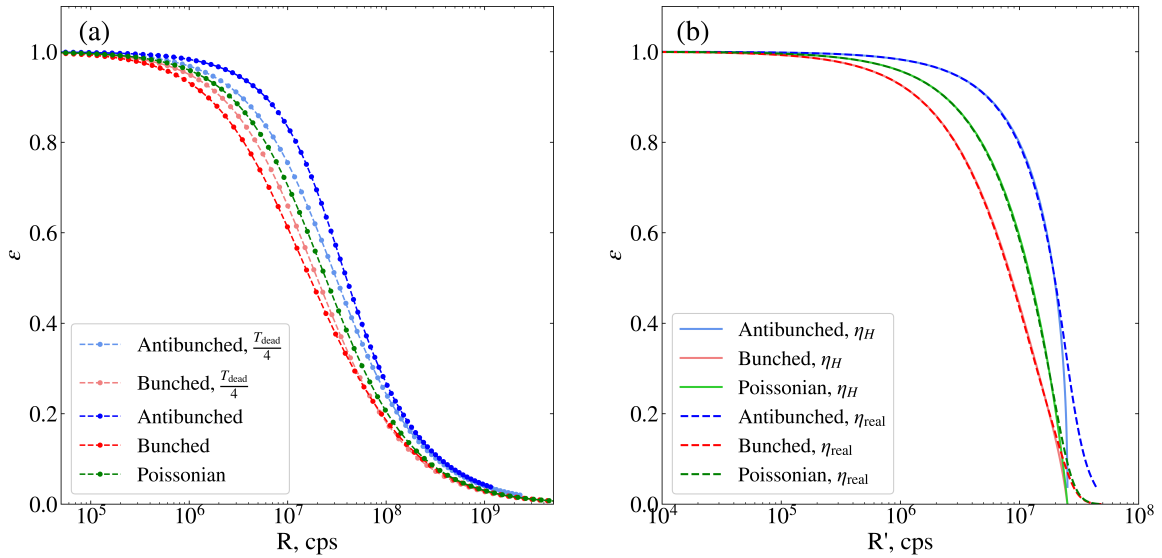 (a)
1.0
0.8
0.6
0.4
0.2
0.0
ε
Antibunched, T_dead/4
Bunched, T_dead/4
Antibunched
Bunched
Poissonian
10^5 10^6 10^7 10^8 10^9
R, cps
(b)
1.0
0.8
0.6
0.4
0.2
0.0
ε
Antibunched, η_H
Bunched, η_H
Poissonian, η_H
Antibunched, η_real
Bunched, η_real
Poissonian, η_real
10^4 10^5 10^6 10^7 10^8
R', cps